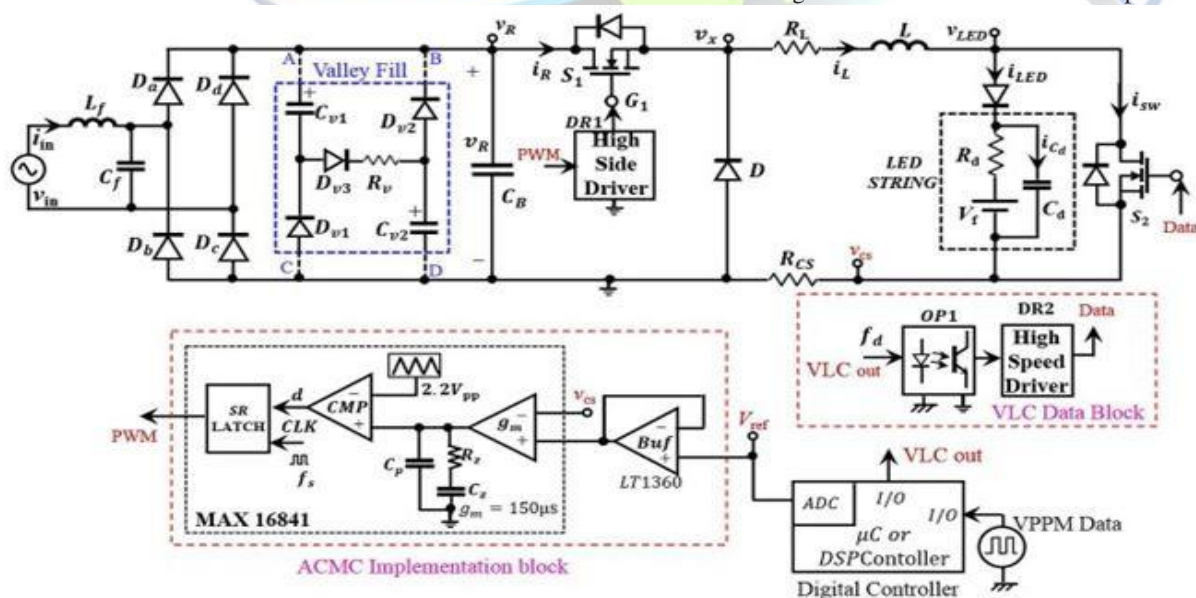 v_R
v_x
R_L
L
v_LED
A
B
Valley Fill
i_R
S_1
i_L
i_LED
D_a
D_d
C_v1
D_v2
G_1
i_sw
L_f
DR1
i_in
v_R
PWM
High
Side
Driver
D
LED
STRING
R_d
i_Cd
C_f
D_v3
R_v
C_B
v_in
V_f
C_d
S_2
D_b
D_c
D_v1
C_v2
Data
C
D
R_CS
v_cs
OP1
DR2
Data
f_d
VLC out
High
Speed
Driver
VLC Data Block
2.2V_pp
d
CMP
v_cs
SR
LATCH
PWM
CLK
f_s
g_m
Buf
V_ref
C_p
R_z
C_z
LT1360
VLC out
g_m = 150μs
MAX 16841
ADC
I/O
I/O
VPPM Data
μC or
DSPContoller
ACMC Implementation block
Digital Controller